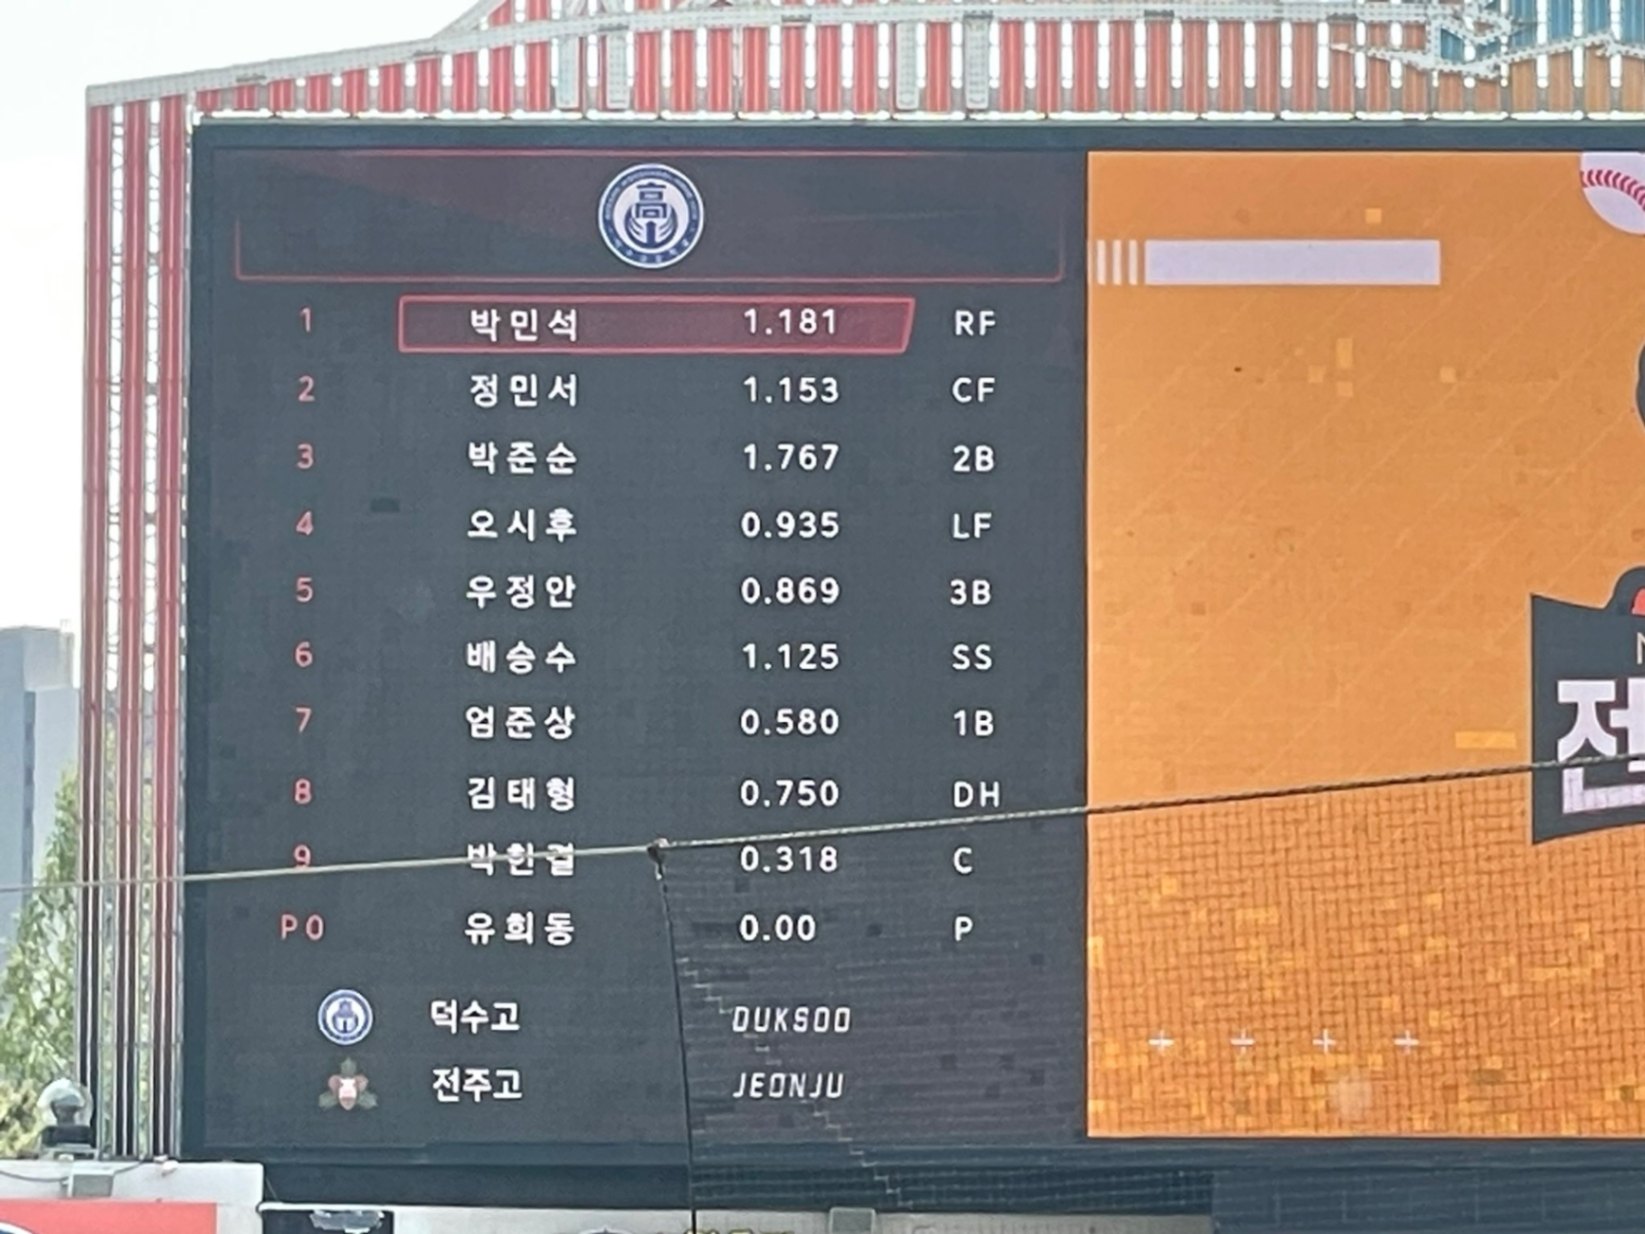 高
1 박민석 1.181 RF
2 정민서 1.153 CF
3 박준순 1.767 2B
4 오시후 0.935 LF
5 우정안 0.869 3B
6 배승수 1.125 SS
7 엄준상 0.580 1B
8 김태형 0.750 DH
9 박한결 0.318 C
P0 유희동 0.00 P
덕수고 DUKSOO
전주고 JEONJU
전